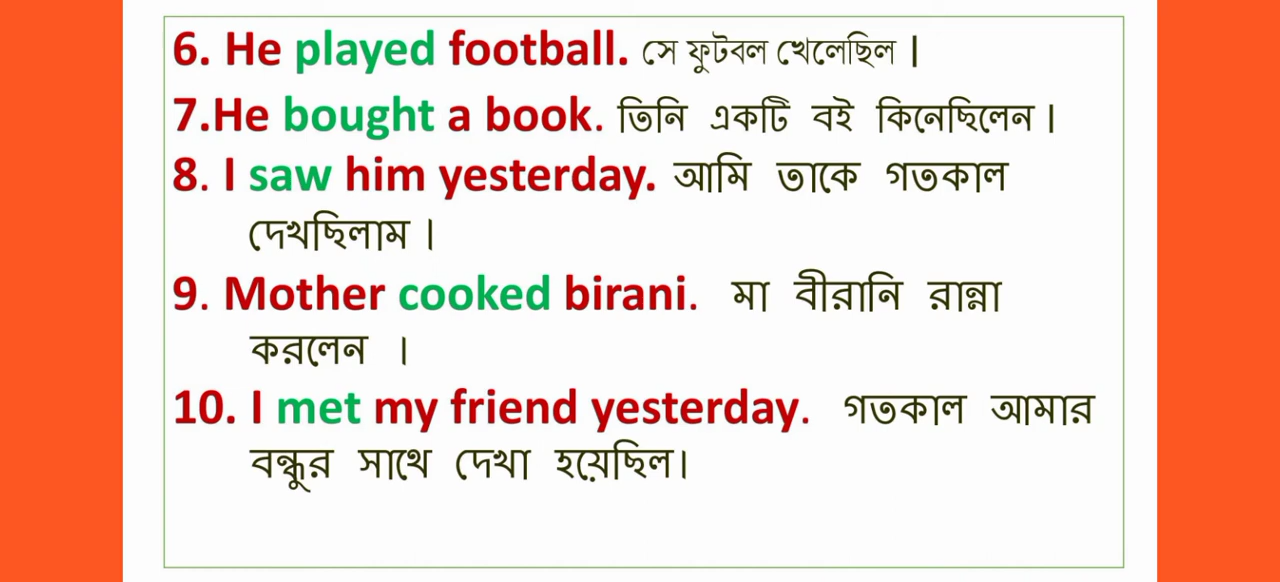 6. He played football. সে ফুটবল খেলেছিল |
7.He bought a book. তিনি একটি বই কিনেছিলেন।
8. I saw him yesterday. আমি তাকে গতকাল
দেখছিলাম।
9. Mother cooked birani. মা বীরানি রান্না
করলেন ।
10. I met my friend yesterday. গতকাল আমার
বন্ধুর সাথে দেখা হয়েছিল।